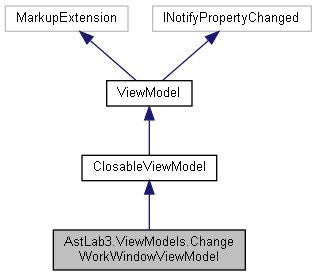 MarkupExtension
INotifyPropertyChanged
ViewModel
ClosableViewModel
AstLab3.ViewModels.Change
WorkWindowViewModel